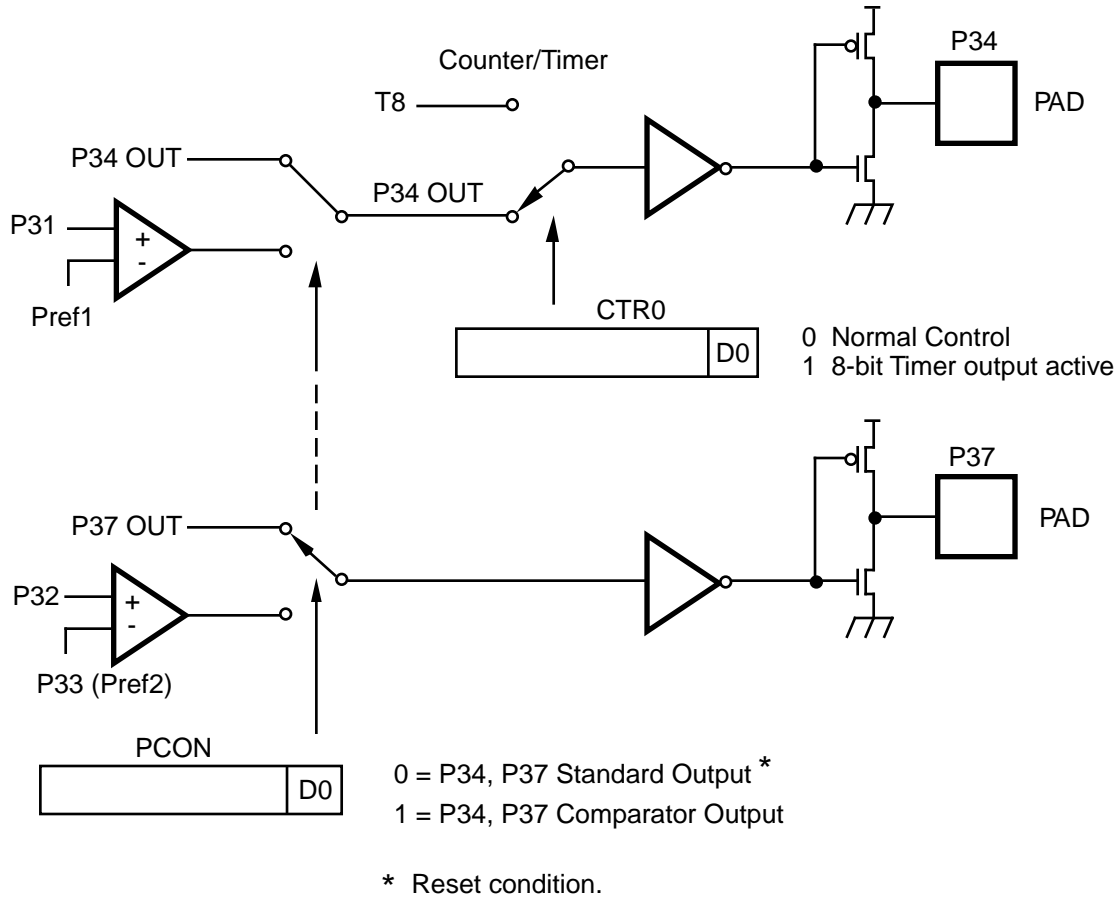 P34
Counter/Timer
T8
PAD
P34 OUT
P34 OUT
P31
+
-
Pref1
CTR0
D0
0 Normal Control
1 8-bit Timer output active
P37
P37 OUT
PAD
P32
+
-
P33 (Pref2)
PCON
D0
0 = P34, P37 Standard Output *
1 = P34, P37 Comparator Output
* Reset condition.